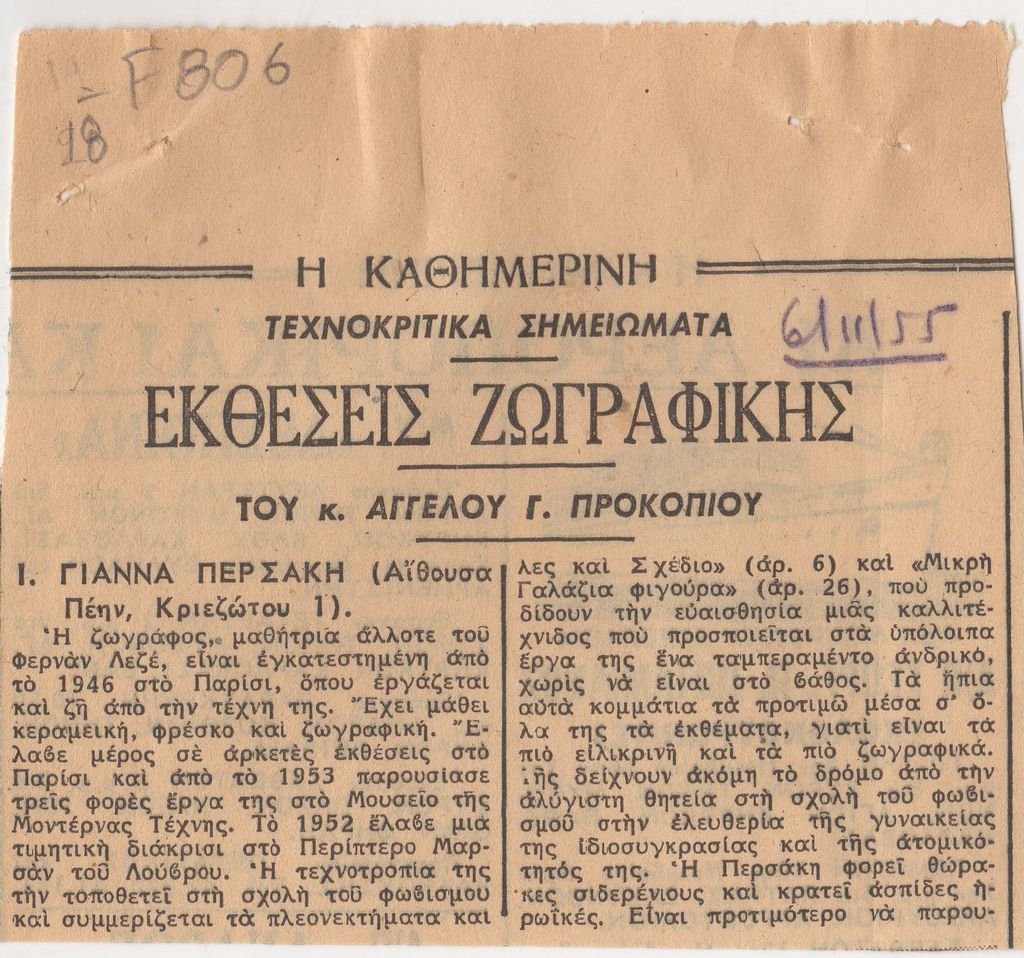 F 806
18
Η ΚΑΘΗΜΕΡΙΝΗ
ΤΕΧΝΟΚΡΙΤΙΚΑ ΣΗΜΕΙΩΜΑΤΑ
6/11/55
ΕΚΘΕΣΕΙΣ ΖΩΓΡΑΦΙΚΗΣ
ΤΟΥ κ. ΑΓΓΕΛΟΥ Γ. ΠΡΟΚΟΠΙΟΥ
Ι. ΓΙΑΝΝΑ ΠΕΡΣΑΚΗ (Αἴθουσα
Πέην, Κριεζώτου 1).
Ἡ ζωγράφος, μαθήτρια ἄλλοτε τοῦ
Φερνὰν Λεζέ, εἶναι ἐγκατεστημένη ἀπὸ
τὸ 1946 στὸ Παρίσι, ὅπου ἐργάζεται
καὶ ζῆ ἀπὸ τὴν τέχνη της. Ἔχει μάθει
κεραμεική, φρέσκο καὶ ζωγραφική. Ἔ-
λαβε μέρος σὲ ἀρκετὲς ἐκθέσεις στὸ
Παρίσι καὶ ἀπὸ τὸ 1953 παρουσίασε
τρεῖς φορὲς ἔργα της στὸ Μουσεῖο τῆς
Μοντέρνας Τέχνης. Τὸ 1952 ἔλαβε μιὰ
τιμητικὴ διάκρισι στὸ Περίπτερο Μαρ-
σὰν τοῦ Λούβρου. Ἡ τεχνοτροπία της
τὴν τοποθετεῖ στὴ σχολὴ τοῦ φωβισμοῦ
καὶ συμμερίζεται τὰ πλεονεκτήματα καὶ
λες καὶ Σχέδιο» (ἀρ. 6) καὶ «Μικρὴ
Γαλάζια φιγούρα» (ἀρ. 26), ποὺ προ-
δίδουν τὴν εὐαισθησία μιᾶς καλλιτέ-
χνιδος ποὺ προσποιεῖται στὰ ὑπόλοιπα
ἔργα της ἕνα ταμπεραμέντο ἀνδρικό,
χωρὶς νὰ εἶναι στὸ βάθος. Τὰ ἤπια
αὐτὰ κομμάτια τὰ προτιμῶ μέσα σ' ὅ-
λα της τὰ ἐκθέματα, γιατὶ εἶναι τὰ
πιὸ εἰλικρινῆ καὶ τὰ πιὸ ζωγραφικά.
Τῆς δείχνουν ἀκόμη τὸ δρόμο ἀπὸ τὴν
ἀλύγιστη θητεία στὴ σχολὴ τοῦ φωβι-
σμοῦ στὴν ἐλευθερία τῆς γυναικείας
της ἰδιοσυγκρασίας καὶ τῆς ἀτομικό-
τητός της. Ἡ Περσάκη φορεῖ θώρα-
κες σιδερένιους καὶ κρατεῖ ἀσπίδες ἡ-
ρωϊκές. Εἶναι προτιμότερο νὰ παρου-